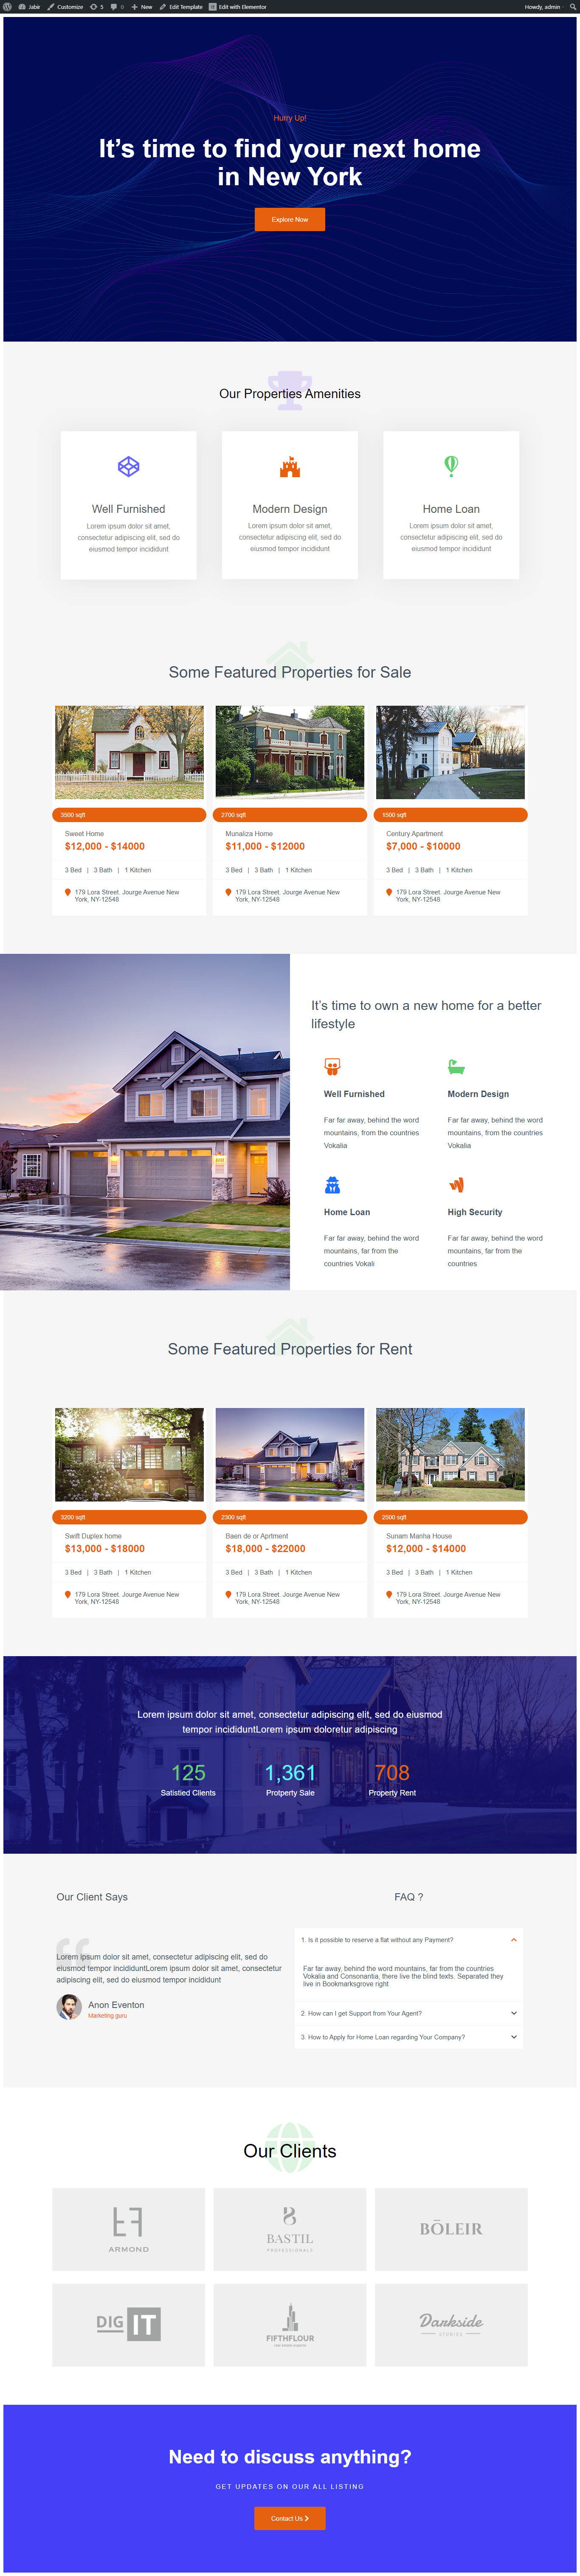 Jabir Customize 5 0 New Edit Template Edit with Elementor Howdy, admin
Hurry Up!
It's time to find your next home
in New York
Explore Now
Our Properties Amenities
Well Furnished
Lorem ipsum dolor sit amet,
consectetur adipiscing elit, sed do
eiusmod tempor incididunt
Modern Design
Lorem ipsum dolor sit amet,
consectetur adipiscing elit, sed do
eiusmod tempor incididunt
Home Loan
Lorem ipsum dolor sit amet,
consectetur adipiscing elit, sed do
eiusmod tempor incididunt
Some Featured Properties for Sale
3500 sqft
Sweet Home
$12,000 - $14000
3 Bed | 3 Bath | 1 Kitchen
179 Lora Street. Jourge Avenue New
York, NY-12548
2700 sqft
Munaliza Home
$11,000 - $12000
3 Bed | 3 Bath | 1 Kitchen
179 Lora Street. Jourge Avenue New
York, NY-12548
1500 sqft
Century Apartment
$7,000 - $10000
3 Bed | 3 Bath | 1 Kitchen
179 Lora Street. Jourge Avenue New
York, NY-12548
It's time to own a new home for a better
lifestyle
Well Furnished
Far far away, behind the word
mountains, from the countries
Vokalia
Modern Design
Far far away, behind the word
mountains, from the countries
Vokalia
Home Loan
Far far away, behind the word
mountains, far from the
countries Vokali
High Security
Far far away, behind the word
mountains, far from the
countries
Some Featured Properties for Rent
3200 sqft
Swift Duplex home
$13,000 - $18000
3 Bed | 3 Bath | 1 Kitchen
179 Lora Street. Jourge Avenue New
York, NY-12548
2300 sqft
Baen de or Aprtment
$18,000 - $22000
3 Bed | 3 Bath | 1 Kitchen
179 Lora Street. Jourge Avenue New
York, NY-12548
2500 sqft
Sunam Manha House
$12,000 - $14000
3 Bed | 3 Bath | 1 Kitchen
179 Lora Street. Jourge Avenue New
York, NY-12548
Lorem ipsum dolor sit amet, consectetur adipiscing elit, sed do eiusmod
tempor incididuntLorem ipsum doloretur adipiscing
125
Satistied Clients
1,361
Protperty Sale
708
Property Rent
Our Client Says
Lorem ipsum dolor sit amet, consectetur adipiscing elit, sed do
eiusmod tempor incididuntLorem ipsum dolor sit amet, consectetur
adipiscing elit, sed do eiusmod tempor incididunt
Anon Eventon
Marketing guru
FAQ ?
1. Is it possible to reserve a flat without any Payment?
Far far away, behind the word mountains, far from the countries
Vokalia and Consonantia, there live the blind texts. Separated they
live in Bookmarksgrove right
2. How can I get Support from Your Agent?
3. How to Apply for Home Loan regarding Your Company?
Our Clients
ARMOND
BASTIL
PROFESSIONALS
BŌLEIR
DIG IT
FIFTHFLOUR
Darkside
STUDIOS
Need to discuss anything?
GET UPDATES ON OUR ALL LISTING
Contact Us